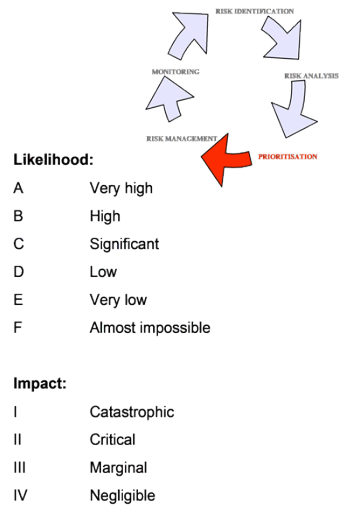 RISK IDENTIFICATION
MONITORING
RISK ANALYSIS
RISK MANAGEMENT
PRIORITISATION
Likelihood:
A Very high
B High
C Significant
D Low
E Very low
F Almost impossible
Impact:
I Catastrophic
II Critical
III Marginal
IV Negligible